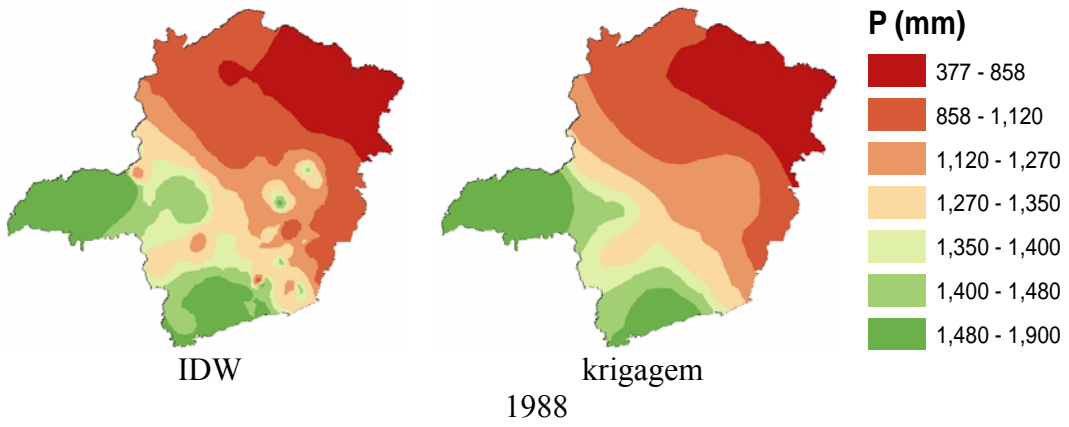 P (mm)
377 - 858
858 - 1,120
1,120 - 1,270
1,270 - 1,350
1,350 - 1,400
1,400 - 1,480
1,480 - 1,900
IDW
krigagem
1988